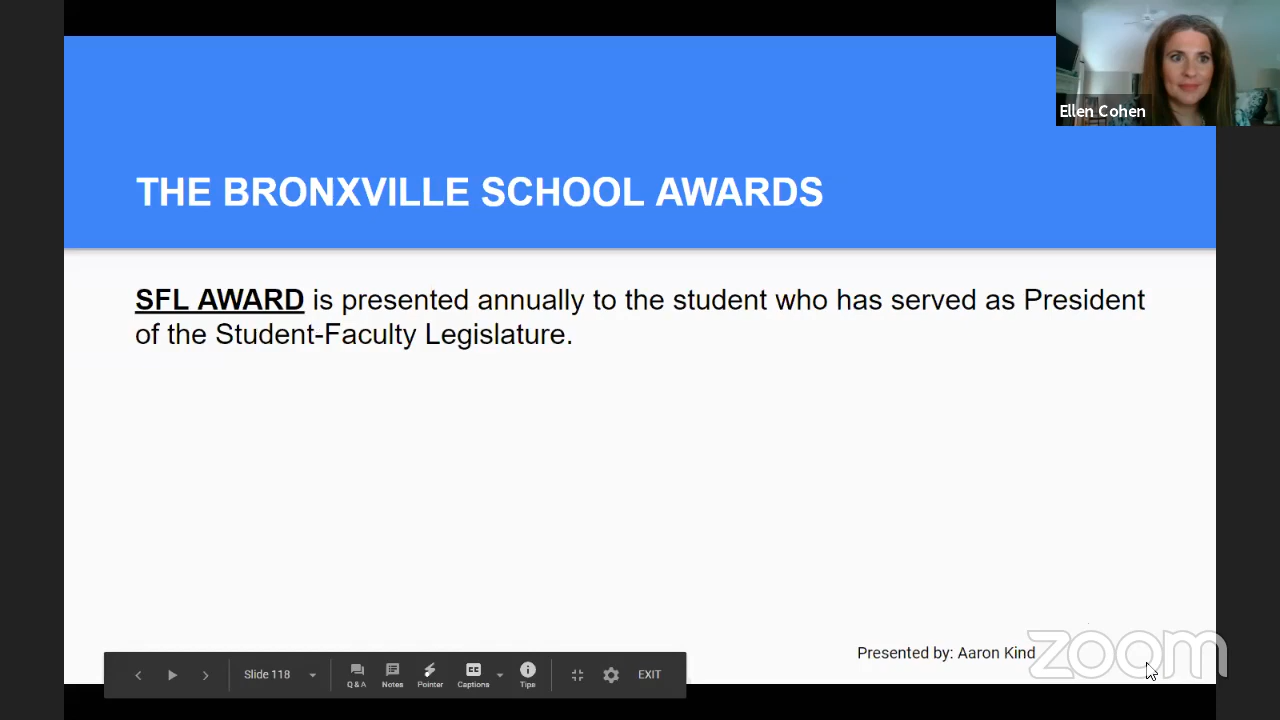 Ellen Cohen
THE BRONXVILLE SCHOOL AWARDS
SFL AWARD is presented annually to the student who has served as President
of the Student-Faculty Legislature.
Presented by: Aaron Kind
zoom
Slide 118
Q & A
Notes
Pointer
CC
Captions
Tips
EXIT